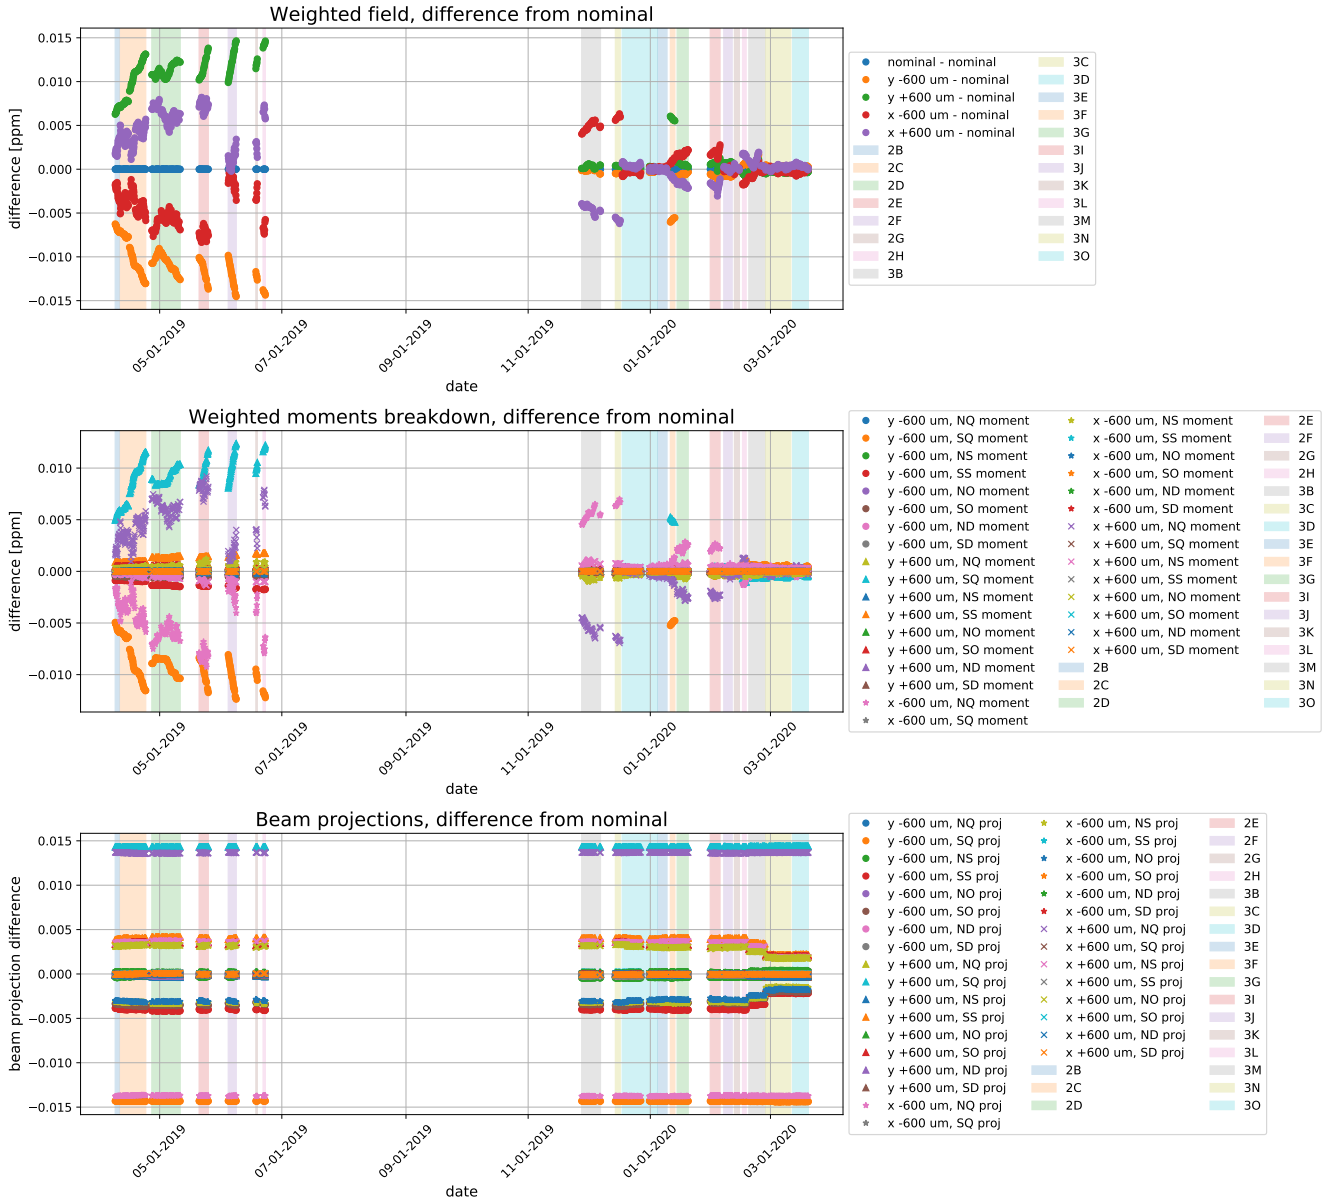 Weighted field, difference from nominal
0.015
0.010
0.005
0.000
−0.005
−0.010
−0.015
difference [ppm]
05-01-2019
07-01-2019
09-01-2019
11-01-2019
01-01-2020
03-01-2020
date
nominal - nominal
y -600 um - nominal
y +600 um - nominal
x -600 um - nominal
x +600 um - nominal
2B
2C
2D
2E
2F
2G
2H
3B
3C
3D
3E
3F
3G
3I
3J
3K
3L
3M
3N
3O
Weighted moments breakdown, difference from nominal
0.010
0.005
0.000
−0.005
−0.010
difference [ppm]
05-01-2019
07-01-2019
09-01-2019
11-01-2019
01-01-2020
03-01-2020
date
y -600 um, NQ moment
y -600 um, SQ moment
y -600 um, NS moment
y -600 um, SS moment
y -600 um, NO moment
y -600 um, SO moment
y -600 um, ND moment
y -600 um, SD moment
y +600 um, NQ moment
y +600 um, SQ moment
y +600 um, NS moment
y +600 um, SS moment
y +600 um, NO moment
y +600 um, SO moment
y +600 um, ND moment
y +600 um, SD moment
x -600 um, NQ moment
x -600 um, SQ moment
x -600 um, NS moment
x -600 um, SS moment
x -600 um, NO moment
x -600 um, SO moment
x -600 um, ND moment
x -600 um, SD moment
x +600 um, NQ moment
x +600 um, SQ moment
x +600 um, NS moment
x +600 um, SS moment
x +600 um, NO moment
x +600 um, SO moment
x +600 um, ND moment
x +600 um, SD moment
2B
2C
2D
2E
2F
2G
2H
3B
3C
3D
3E
3F
3G
3I
3J
3K
3L
3M
3N
3O
Beam projections, difference from nominal
0.015
0.010
0.005
0.000
−0.005
−0.010
−0.015
beam projection difference
05-01-2019
07-01-2019
09-01-2019
11-01-2019
01-01-2020
03-01-2020
date
y -600 um, NQ proj
y -600 um, SQ proj
y -600 um, NS proj
y -600 um, SS proj
y -600 um, NO proj
y -600 um, SO proj
y -600 um, ND proj
y -600 um, SD proj
y +600 um, NQ proj
y +600 um, SQ proj
y +600 um, NS proj
y +600 um, SS proj
y +600 um, NO proj
y +600 um, SO proj
y +600 um, ND proj
y +600 um, SD proj
x -600 um, NQ proj
x -600 um, SQ proj
x -600 um, NS proj
x -600 um, SS proj
x -600 um, NO proj
x -600 um, SO proj
x -600 um, ND proj
x -600 um, SD proj
x +600 um, NQ proj
x +600 um, SQ proj
x +600 um, NS proj
x +600 um, SS proj
x +600 um, NO proj
x +600 um, SO proj
x +600 um, ND proj
x +600 um, SD proj
2B
2C
2D
2E
2F
2G
2H
3B
3C
3D
3E
3F
3G
3I
3J
3K
3L
3M
3N
3O